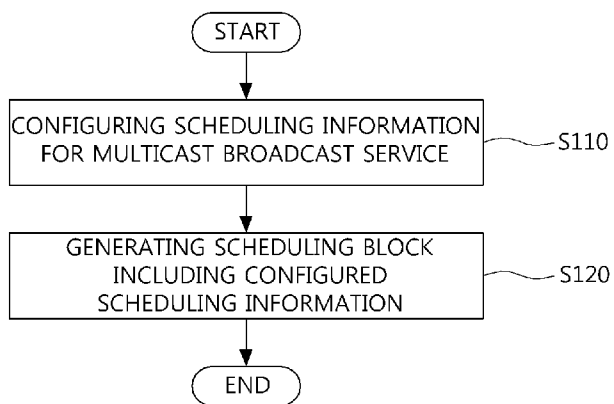 START
CONFIGURING SCHEDULING INFORMATION
FOR MULTICAST BROADCAST SERVICE
S110
GENERATING SCHEDULING BLOCK
INCLUDING CONFIGURED
SCHEDULING INFORMATION
S120
END